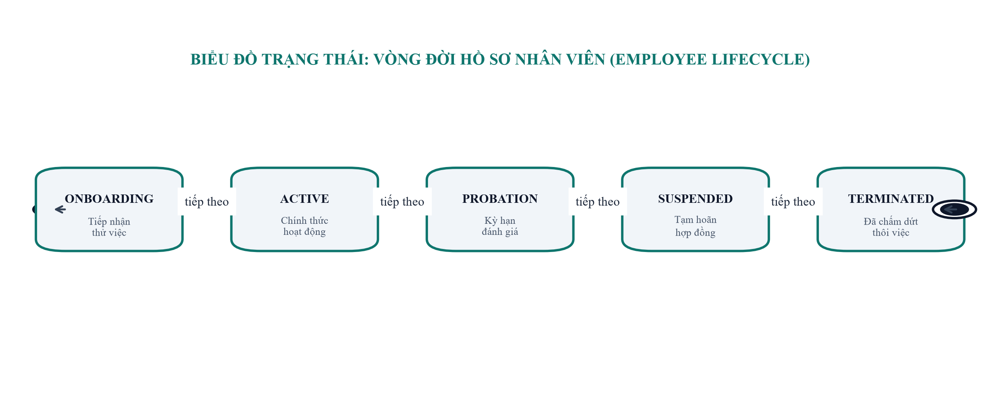 BIỂU ĐỒ TRẠNG THÁI: VÒNG ĐỜI HỒ SƠ NHÂN VIÊN (EMPLOYEE LIFECYCLE)
ONBOARDING
Tiếp nhận
thử việc
tiếp theo
ACTIVE
Chính thức
hoạt động
tiếp theo
PROBATION
Kỳ hạn
đánh giá
tiếp theo
SUSPENDED
Tạm hoãn
hợp đồng
tiếp theo
TERMINATED
Đã chấm dứt
thôi việc